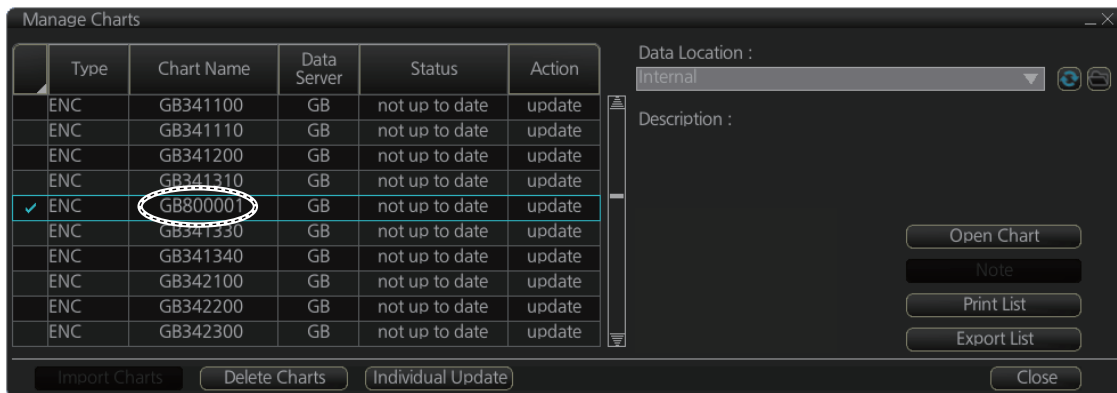 Manage Charts
Type Chart Name Data Server Status Action
ENC GB341100 GB not up to date update
ENC GB341110 GB not up to date update
ENC GB341200 GB not up to date update
ENC GB341310 GB not up to date update
ENC GB800001 GB not up to date update
ENC GB341330 GB not up to date update
ENC GB341340 GB not up to date update
ENC GB342100 GB not up to date update
ENC GB342200 GB not up to date update
ENC GB342300 GB not up to date update
Data Location :
Internal
Description :
Open Chart
Note
Print List
Export List
Import Charts Delete Charts Individual Update Close